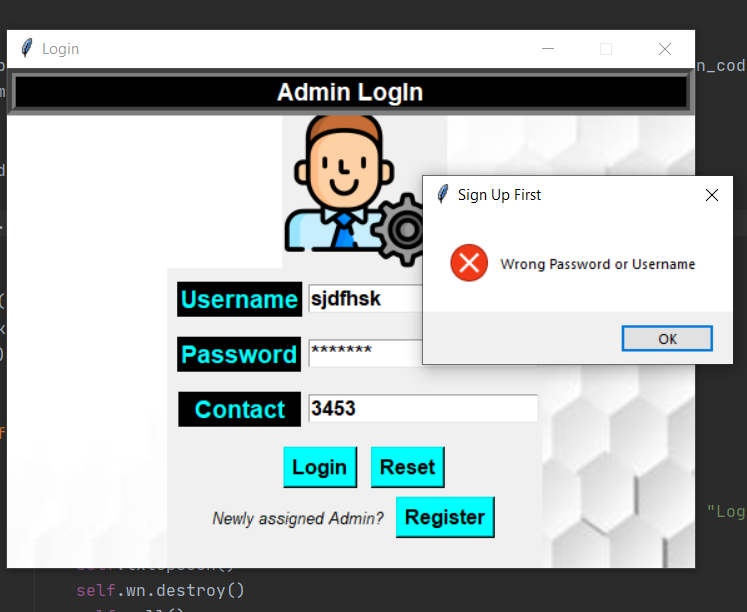 Login
n_cod
Admin LogIn
Sign Up First
Wrong Password or Username
OK
Username
sjdfhsk
Password
*******
Contact
3453
Login
Reset
Newly assigned Admin?
Register
"Log
self.wn.destroy()